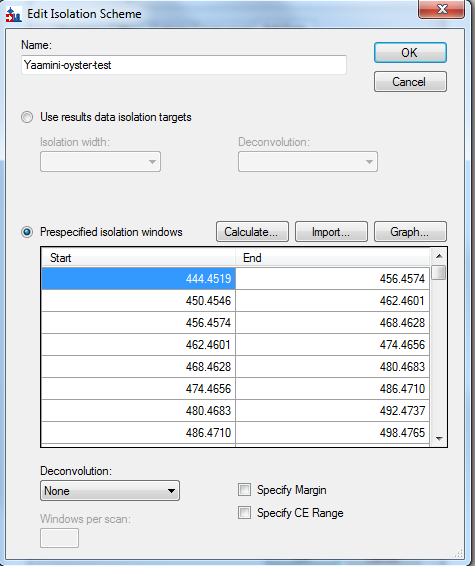 Edit Isolation Scheme
Name:
Yaamini-oyster-test
OK
Cancel
Use results data isolation targets
Isolation width: Deconvolution:
Prespecified isolation windows Calculate... Import... Graph...
Start End
444.4519 456.4574
450.4546 462.4601
456.4574 468.4628
462.4601 474.4656
468.4628 480.4683
474.4656 486.4710
480.4683 492.4737
486.4710 498.4765
Deconvolution:
None
Specify Margin
Windows per scan:
Specify CE Range